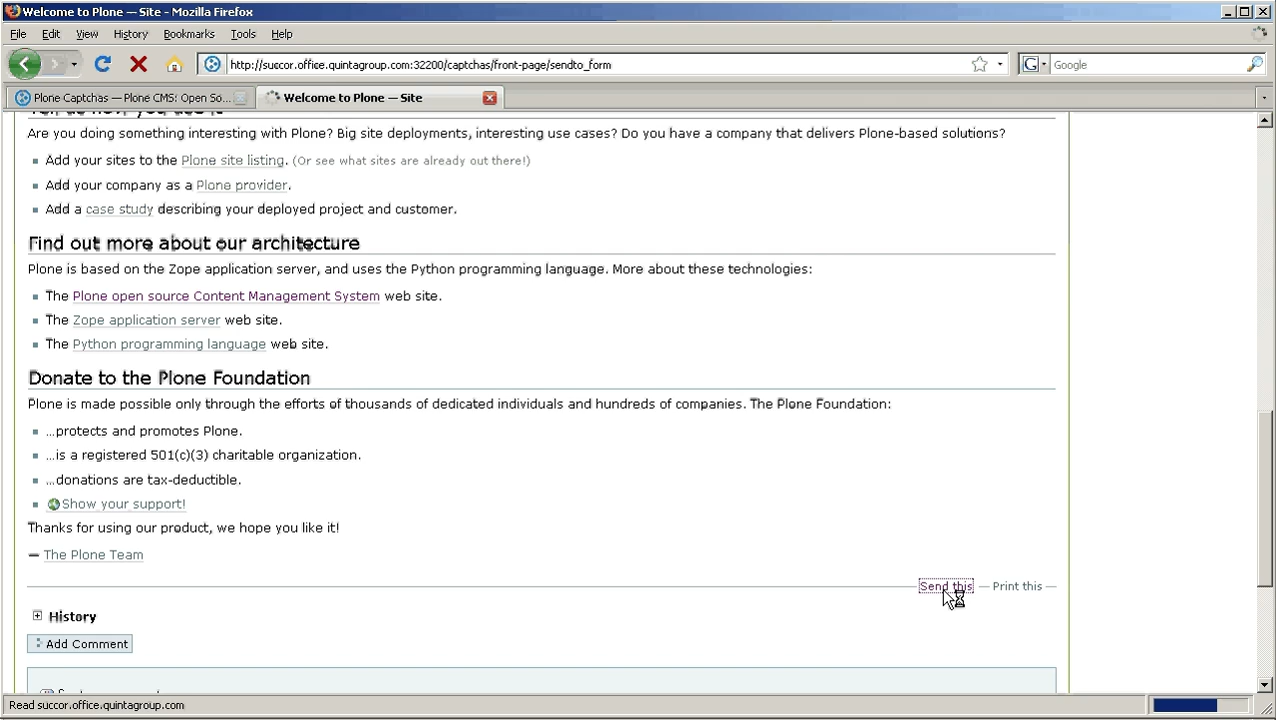 Welcome to Plone — Site - Mozilla Firefox
File Edit View History Bookmarks Tools Help
http://succor.office.quintagroup.com:32200/captchas/front-page/sendto_form
Google
Plone Captchas — Plone CMS: Open So...
Welcome to Plone — Site
Tell us how you use it
Are you doing something interesting with Plone? Big site deployments, interesting use cases? Do you have a company that delivers Plone-based solutions?
Add your sites to the Plone site listing. (Or see what sites are already out there!)
Add your company as a Plone provider.
Add a case study describing your deployed project and customer.
Find out more about our architecture
Plone is based on the Zope application server, and uses the Python programming language. More about these technologies:
The Plone open source Content Management System web site.
The Zope application server web site.
The Python programming language web site.
Donate to the Plone Foundation
Plone is made possible only through the efforts of thousands of dedicated individuals and hundreds of companies. The Plone Foundation:
...protects and promotes Plone.
...is a registered 501(c)(3) charitable organization.
...donations are tax-deductible.
Show your support!
Thanks for using our product, we hope you like it!
— The Plone Team
Send this — Print this —
History
Add Comment
Read succor.office.quintagroup.com